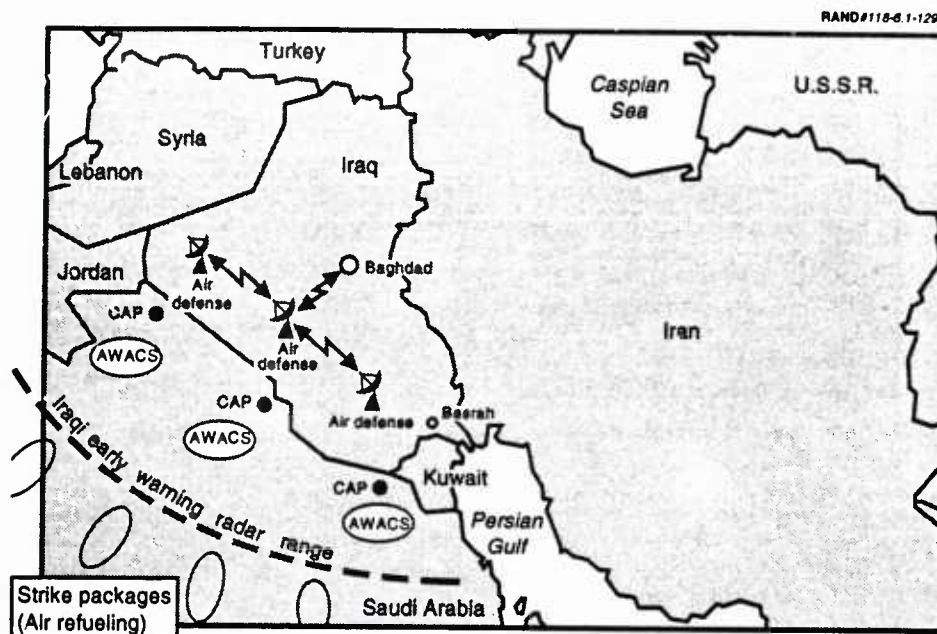 RAND#118-6.1-129
Turkey
Caspian
Sea
U.S.S.R.
Syria
Iraq
Lebanon
Jordan
Baghdad
Air
defense
CAP
AWACS
Air
defense
Iran
CAP
AWACS
Air defense
Basrah
Kuwait
CAP
AWACS
Persian
Gulf
Iraqi early warning radar range
Strike packages
(Air refueling)
Saudi Arabia